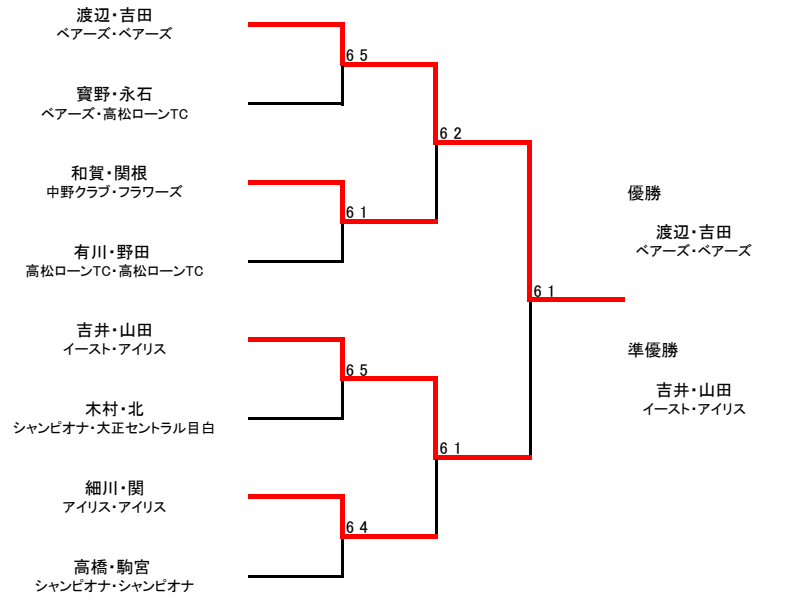 渡辺・吉田
ベアーズ・ベアーズ
6 5
寳野・永石
ベアーズ・高松ローンTC
6 2
和賀・関根
中野クラブ・フラワーズ
6 1
有川・野田
高松ローンTC・高松ローンTC
優勝
渡辺・吉田
ベアーズ・ベアーズ
6 1
吉井・山田
イースト・アイリス
6 5
木村・北
シャンピオナ・大正セントラル目白
6 1
準優勝
吉井・山田
イースト・アイリス
細川・関
アイリス・アイリス
6 4
高橋・駒宮
シャンピオナ・シャンピオナ